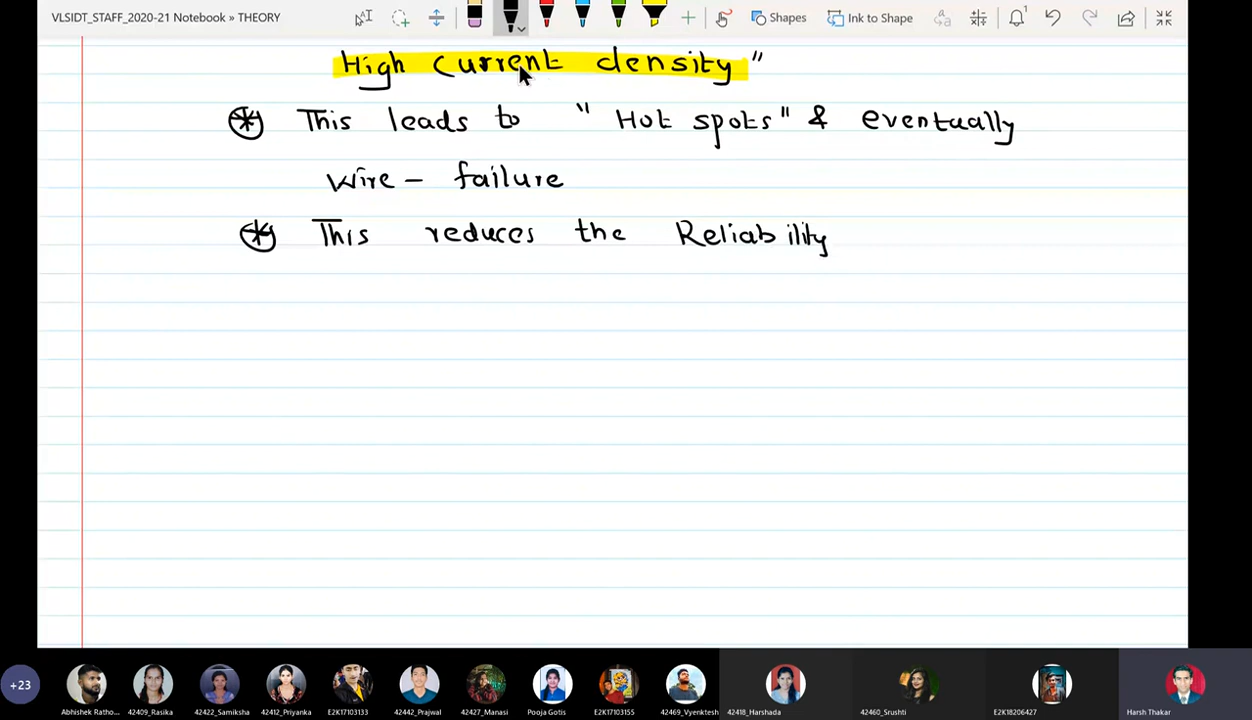 VLSIDT_STAFF_2020-21 Notebook » THEORY
Shapes
Ink to Shape
High current density"
This leads to "Hot spots" & eventually
wire - failure
This reduces the Reliability
+23
Abhishek Ratho...
42409_Rasika
42422_Samiksha
42412_Priyanka
E2K17103133
42442_Prajwal
42427_Manasi
Pooja Gotis
E2K17103155
42469_Vyenktesh
42418_Harshada
42460_Srushti
E2K18206427
Harsh Thakar